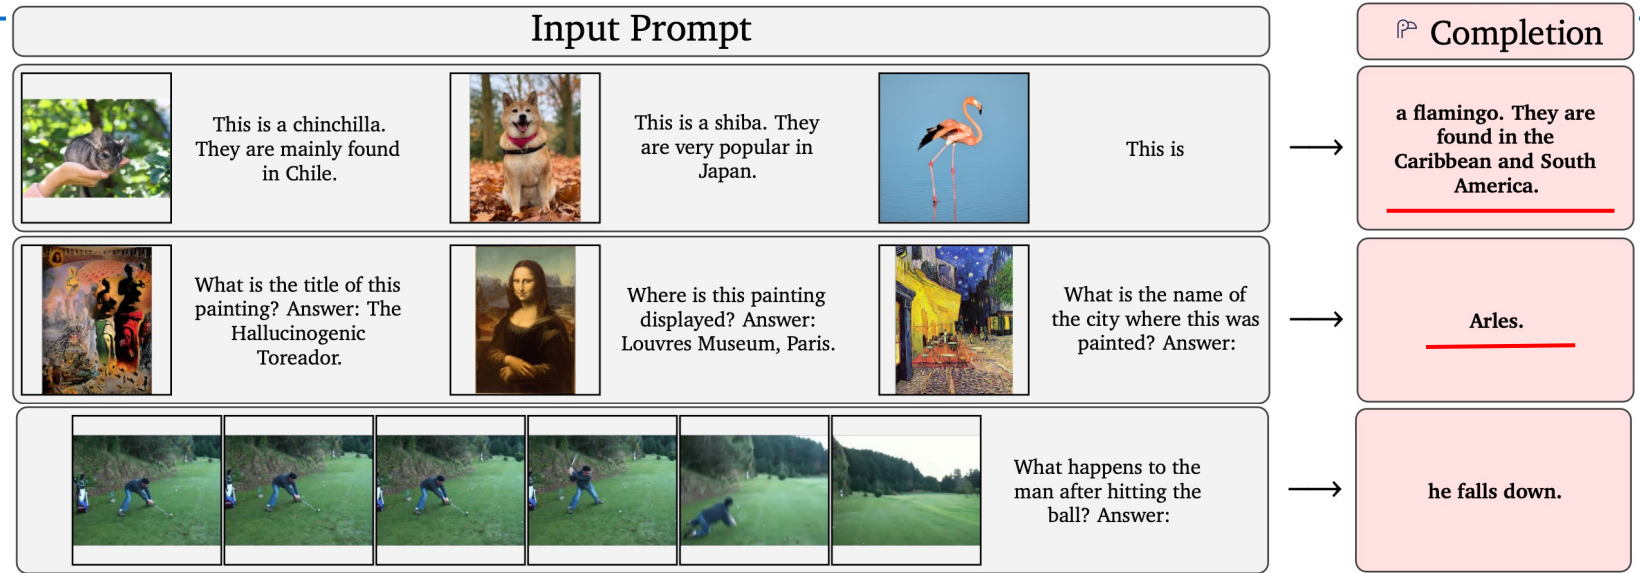 Input Prompt
Completion
This is a chinchilla.
They are mainly found
in Chile.
This is a shiba. They
are very popular in
Japan.
This is
a flamingo. They are
found in the
Caribbean and South
America.
What is the title of this
painting? Answer: The
Hallucinogenic
Toreador.
Where is this painting
displayed? Answer:
Louvres Museum, Paris.
What is the name of
the city where this was
painted? Answer:
Arles.
What happens to the
man after hitting the
ball? Answer:
he falls down.